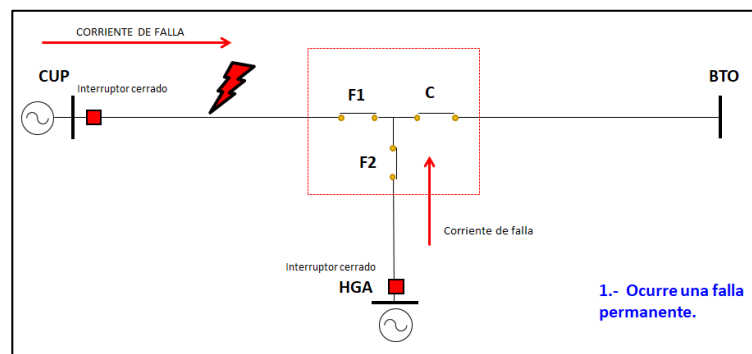 CORRIENTE DE FALLA
CUP
Interruptor cerrado
F1
C
BTO
F2
Corriente de falla
Interruptor cerrado
HGA
1.- Ocurre una falla
permanente.